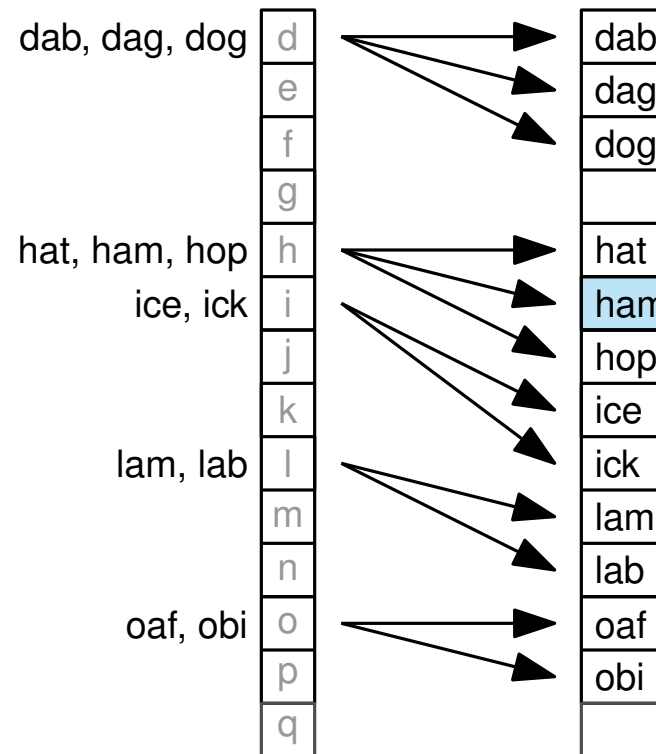 dab, dag, dog d dab
e dag
f dog
g
hat, ham, hop h hat
ice, ick i ham
j hop
k ice
lam, lab l ick
m lam
n lab
oaf, obi o oaf
p obi
q